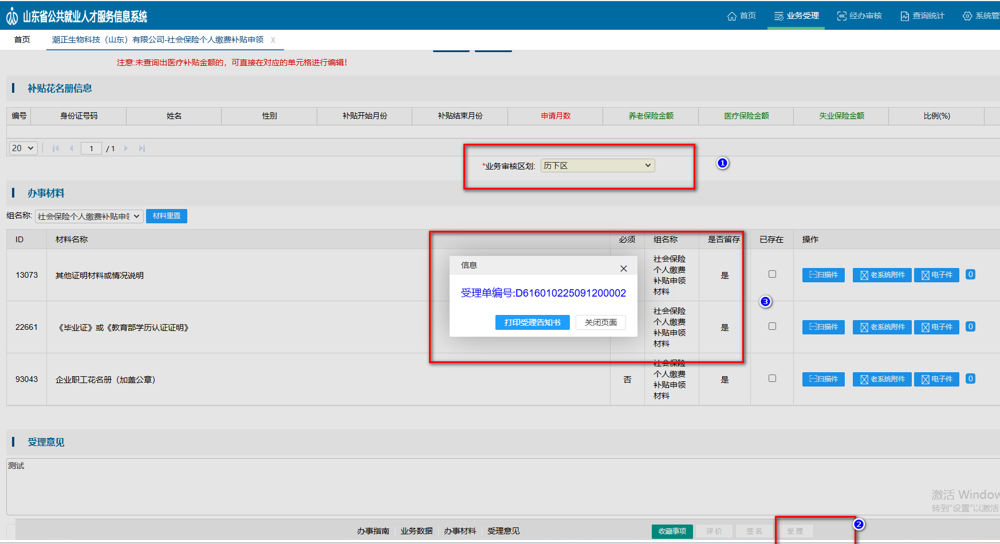 山东省公共就业人才服务信息系统
首页 业务受理 经办审核 查询统计 系统管
首页 潮正生物科技（山东）有限公司-社会保险个人缴费补贴申领 X
注意:未查询出医疗补贴金额的，可直接在对应的单元格进行编辑！
补贴花名册信息
编号 身份证号码 姓名 性别 补贴开始月份 补贴结束月份 申请月数 养老保险金额 医疗保险金额 失业保险金额 比例(%)
20 1 / 1
*业务审核区划: 历下区 1
办事材料
组名称: 社会保险个人缴费补贴申领 材料重置
ID 材料名称 必须 组名称 是否留存 已存在 操作
13073 其他证明材料或情况说明 社会保险个人缴费补贴申领材料 是 扫描件 老系统附件 电子件 0
信息
受理单编号:D616010225091200002
打印受理告知书 关闭页面
3
22661 《毕业证》或《教育部学历认证证明》 社会保险个人缴费补贴申领材料 是 扫描件 老系统附件 电子件 0
93043 企业职工花名册（加盖公章） 否 社会保险个人缴费补贴申领材料 是 扫描件 老系统附件 电子件 0
受理意见
测试
激活 Window
转到"设置"以激活
办事指南 业务数据 办事材料 受理意见 收藏事项 评价 签名 受理 2